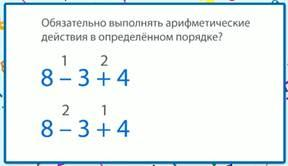 Обязательно выполнять арифметические
действия в определённом порядке?
1 2
8 – 3 + 4
2 1
8 – 3 + 4